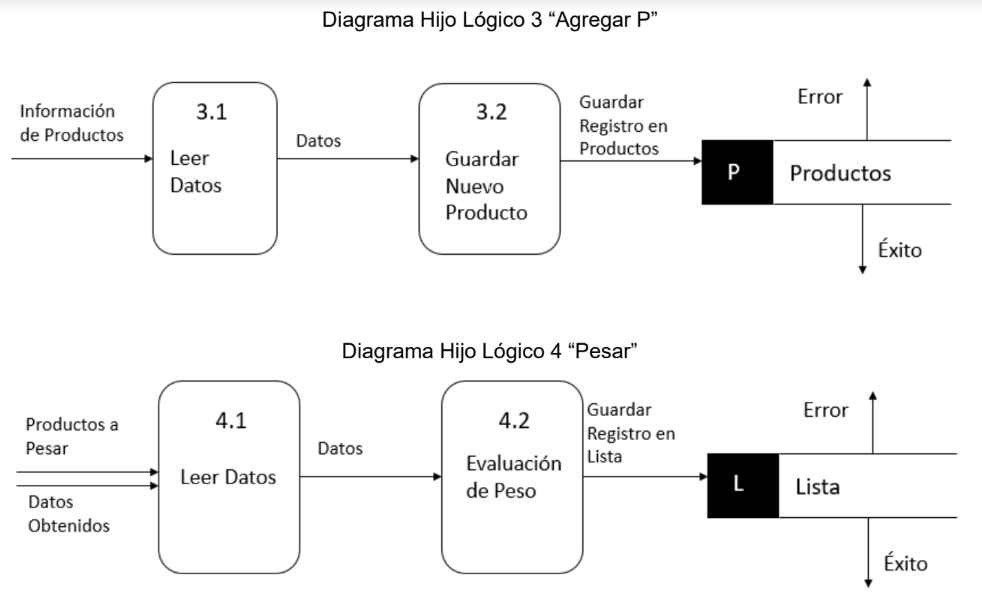 Diagrama Hijo Lógico 3 “Agregar P”
Información
de Productos
3.1
Leer
Datos
Datos
3.2
Guardar
Nuevo
Producto
Guardar
Registro en
Productos
P
Productos
Error
Éxito
Diagrama Hijo Lógico 4 “Pesar”
Productos a
Pesar
Datos
Obtenidos
4.1
Leer Datos
Datos
4.2
Evaluación
de Peso
Guardar
Registro en
Lista
L
Lista
Error
Éxito